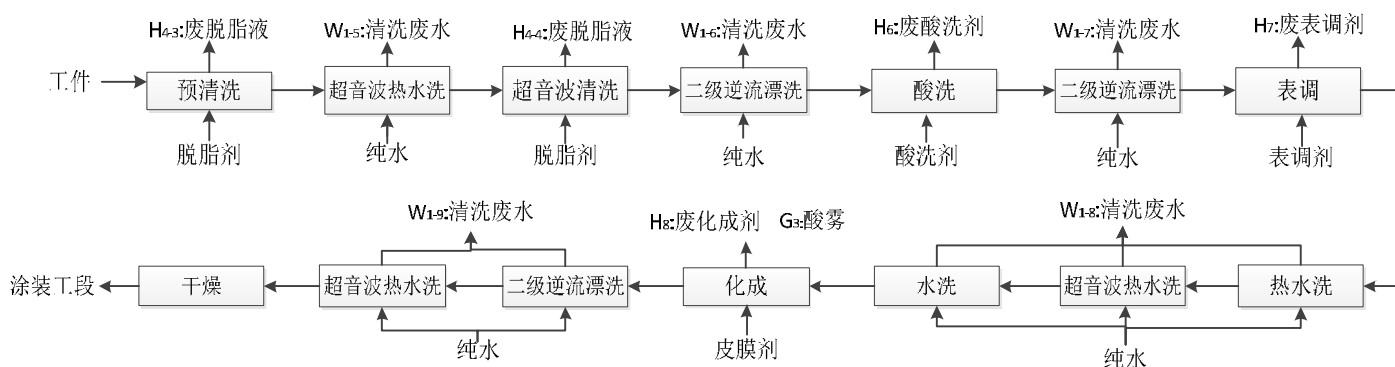 H4-3:废脱脂液 W1-5:清洗废水 H4-4:废脱脂液 W1-6:清洗废水 H6:废酸洗剂 W1-7:清洗废水 H7:废表调剂
工件 预清洗 超音波热水洗 超音波清洗 二级逆流漂洗 酸洗 二级逆流漂洗 表调
脱脂剂 纯水 脱脂剂 纯水 酸洗剂 纯水 表调剂
W1-9:清洗废水 H8:废化成剂 G3:酸雾 W1-8:清洗废水
涂装工段 干燥 超音波热水洗 二级逆流漂洗 化成 水洗 超音波热水洗 热水洗
纯水 皮膜剂 纯水